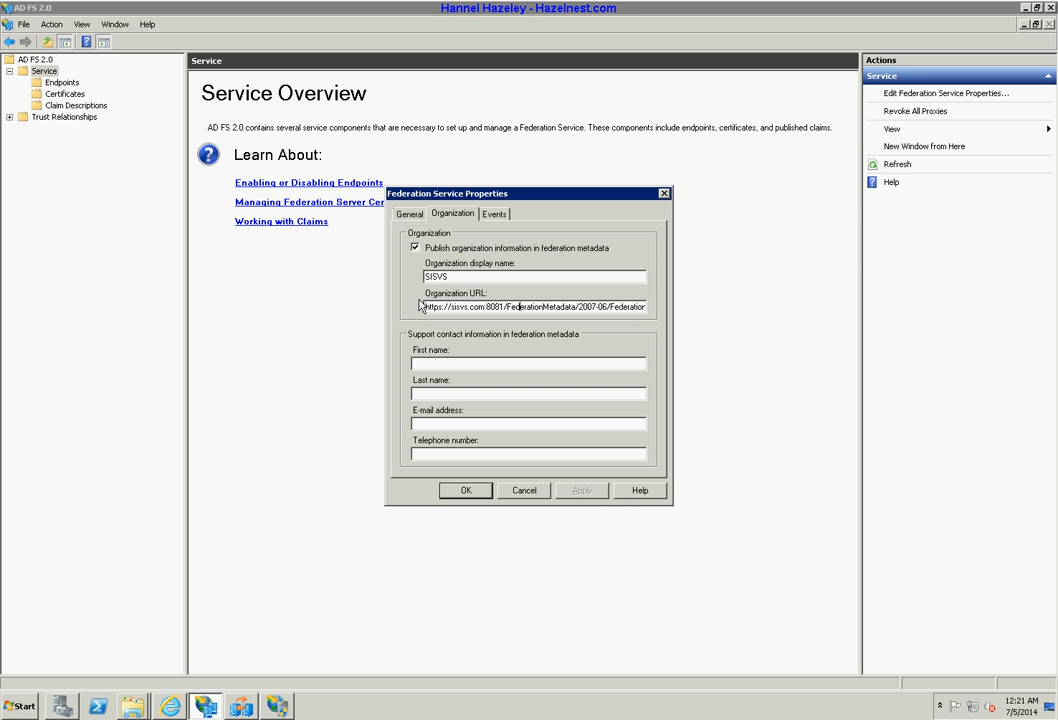 AD FS 2.0
Hannel Hazeley - Hazelnest.com
File Action View Window Help
AD FS 2.0
Service
Endpoints
Certificates
Claim Descriptions
Trust Relationships
Service
Service Overview
AD FS 2.0 contains several service components that are necessary to set up and manage a Federation Service. These components include endpoints, certificates, and published claims.
Learn About:
Enabling or Disabling Endpoints
Managing Federation Server Cer
Working with Claims
Federation Service Properties
General Organization Events
Organization
Publish organization information in federation metadata
Organization display name:
SISVS
Organization URL:
https://sisvs.com:8081/FederationMetadata/2007-06/Federation
Support contact information in federation metadata
First name:
Last name:
E-mail address:
Telephone number:
OK Cancel Apply Help
Actions
Service
Edit Federation Service Properties...
Revoke All Proxies
View
New Window from Here
Refresh
Help
Start
12:21 AM
7/5/2014